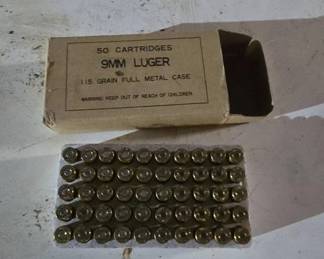 50 CARTRIDGES
9MM LUGER
115 GRAIN FULL METAL CASE
WARNING: KEEP OUT OF REACH OF CHILDREN